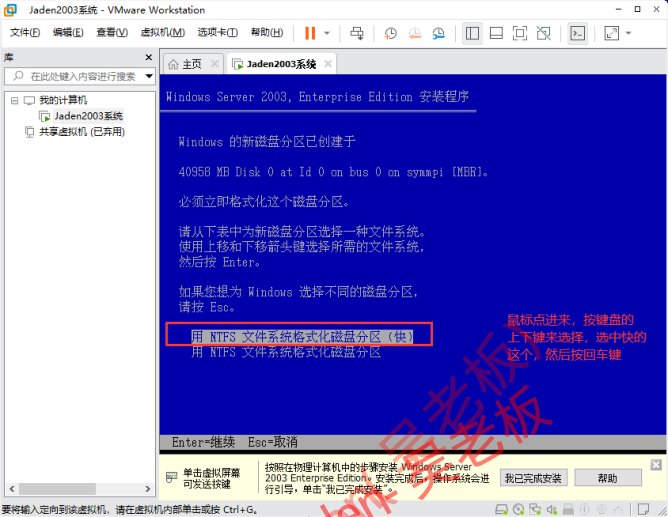 Jaden2003系统 - VMware Workstation
文件(F) 编辑(E) 查看(V) 虚拟机(M) 选项卡(T) 帮助(H)
库
在此处键入内容进行搜索
我的计算机
Jaden2003系统
共享虚拟机 (已弃用)
主页
Jaden2003系统
Windows Server 2003, Enterprise Edition 安装程序
Windows 的新磁盘分区已创建于
40958 MB Disk 0 at Id 0 on bus 0 on symmpi [MBR]。
必须立即格式化这个磁盘分区。
请从下表中为新磁盘分区选择一种文件系统。
使用上移和下移箭头键选择所需的文件系统，
然后按 Enter。
如果您想为 Windows 选择不同的磁盘分区，
请按 Esc。
用 NTFS 文件系统格式化磁盘分区（快）
用 NTFS 文件系统格式化磁盘分区
鼠标点进来，按键盘的
上下键来选择，选中快的
这个，然后按回车键
Enter=继续 Esc=取消
单击虚拟屏幕
可发送按键
按照在物理计算机中的步骤安装 Windows Server
2003 Enterprise Edition。安装完成后，操作系统会进
行引导，单击“我已完成安装”。
我已完成安装
帮助
要将输入定向到该虚拟机，请在虚拟机内部单击或按 Ctrl+G。